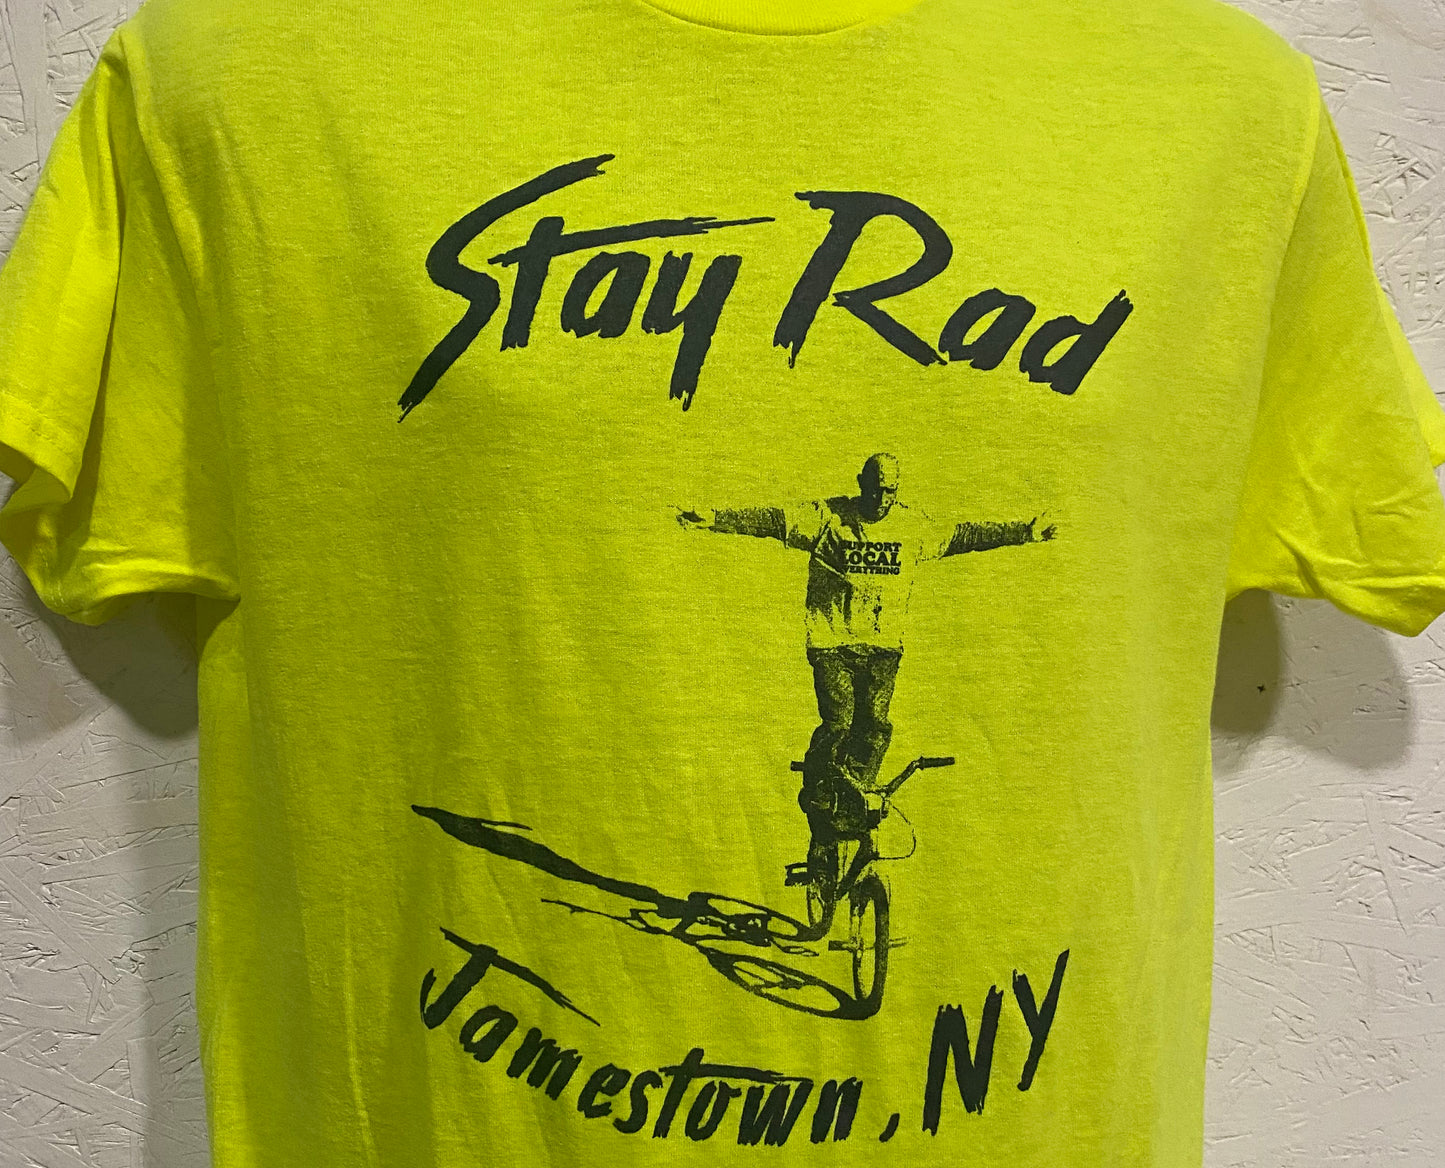 Stay Rad
SUPPORT
LOCAL
EVERYTHING
Jamestown, NY